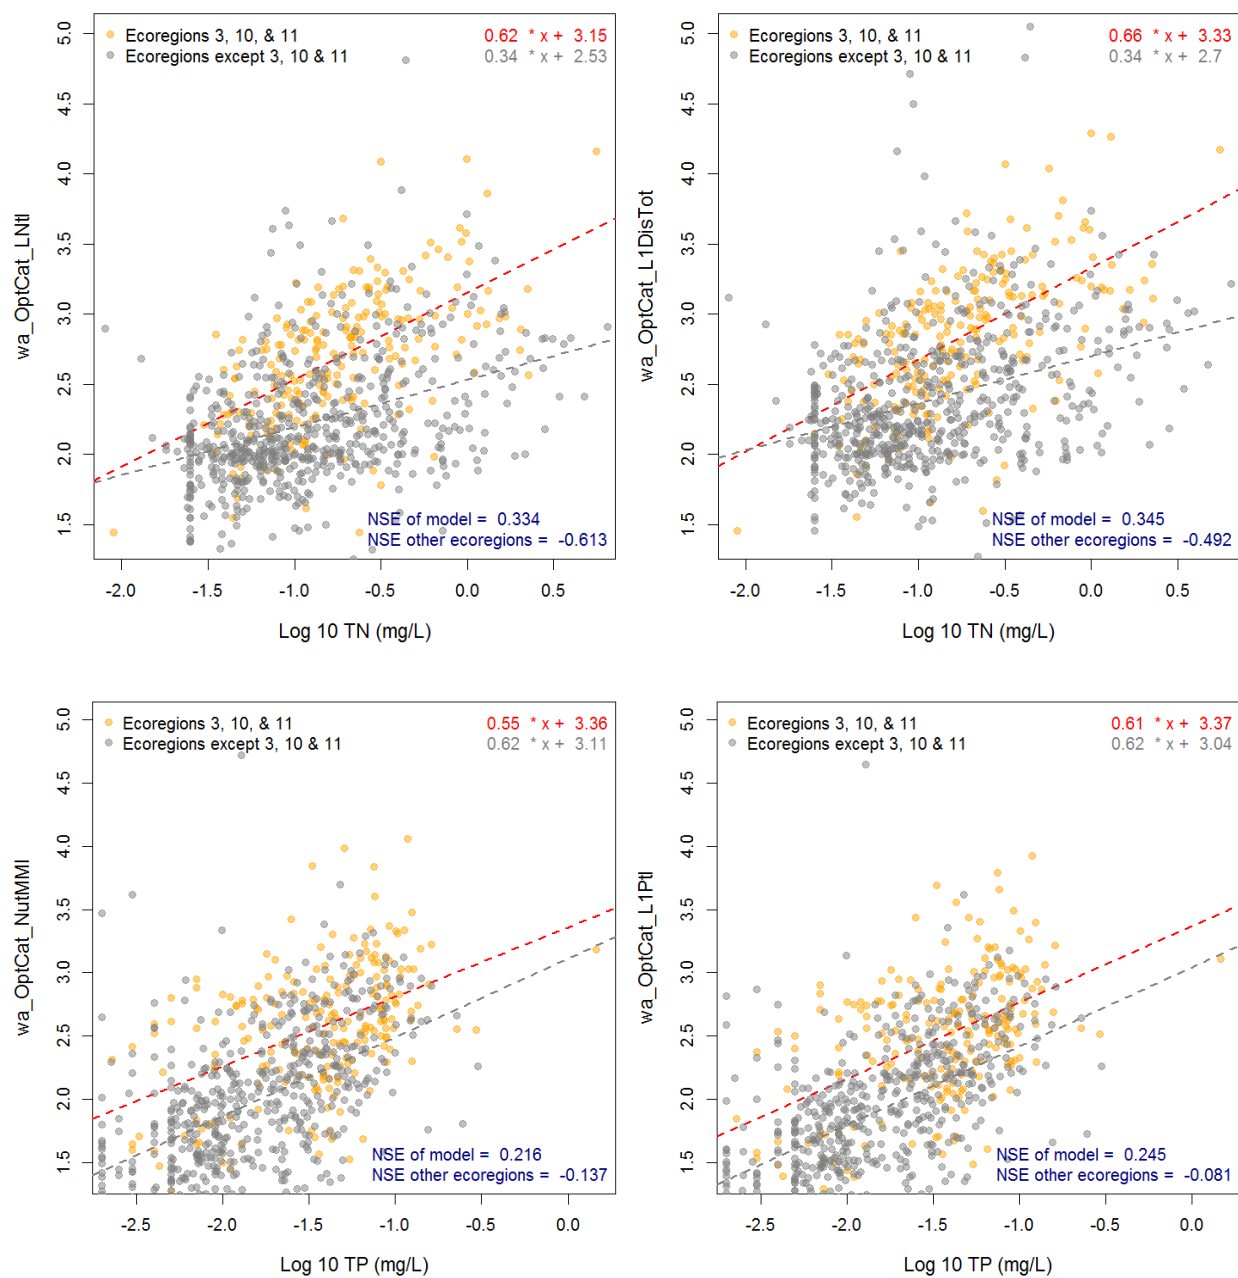 Ecoregions 3, 10, & 11
0.62 * x + 3.15
Ecoregions except 3, 10 & 11
0.34 * x + 2.53
wa_OptCat_LNtl
5.0
4.5
4.0
3.5
3.0
2.5
2.0
1.5
NSE of model = 0.334
NSE other ecoregions = -0.613
-2.0 -1.5 -1.0 -0.5 0.0 0.5
Log 10 TN (mg/L)
Ecoregions 3, 10, & 11
0.66 * x + 3.33
Ecoregions except 3, 10 & 11
0.34 * x + 2.7
wa_OptCat_L1DisTot
5.0
4.5
4.0
3.5
3.0
2.5
2.0
1.5
NSE of model = 0.345
NSE other ecoregions = -0.492
-2.0 -1.5 -1.0 -0.5 0.0 0.5
Log 10 TN (mg/L)
Ecoregions 3, 10, & 11
0.55 * x + 3.36
Ecoregions except 3, 10 & 11
0.62 * x + 3.11
wa_OptCat_NutMMI
5.0
4.5
4.0
3.5
3.0
2.5
2.0
1.5
NSE of model = 0.216
NSE other ecoregions = -0.137
-2.5 -2.0 -1.5 -1.0 -0.5 0.0
Log 10 TP (mg/L)
Ecoregions 3, 10, & 11
0.61 * x + 3.37
Ecoregions except 3, 10 & 11
0.62 * x + 3.04
wa_OptCat_L1Ptl
5.0
4.5
4.0
3.5
3.0
2.5
2.0
1.5
NSE of model = 0.245
NSE other ecoregions = -0.081
-2.5 -2.0 -1.5 -1.0 -0.5 0.0
Log 10 TP (mg/L)